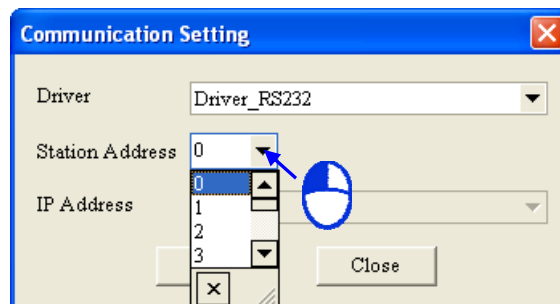 Communication Setting
Driver Driver_RS232
Station Address 0
0
1
IP Address
2
3
Close